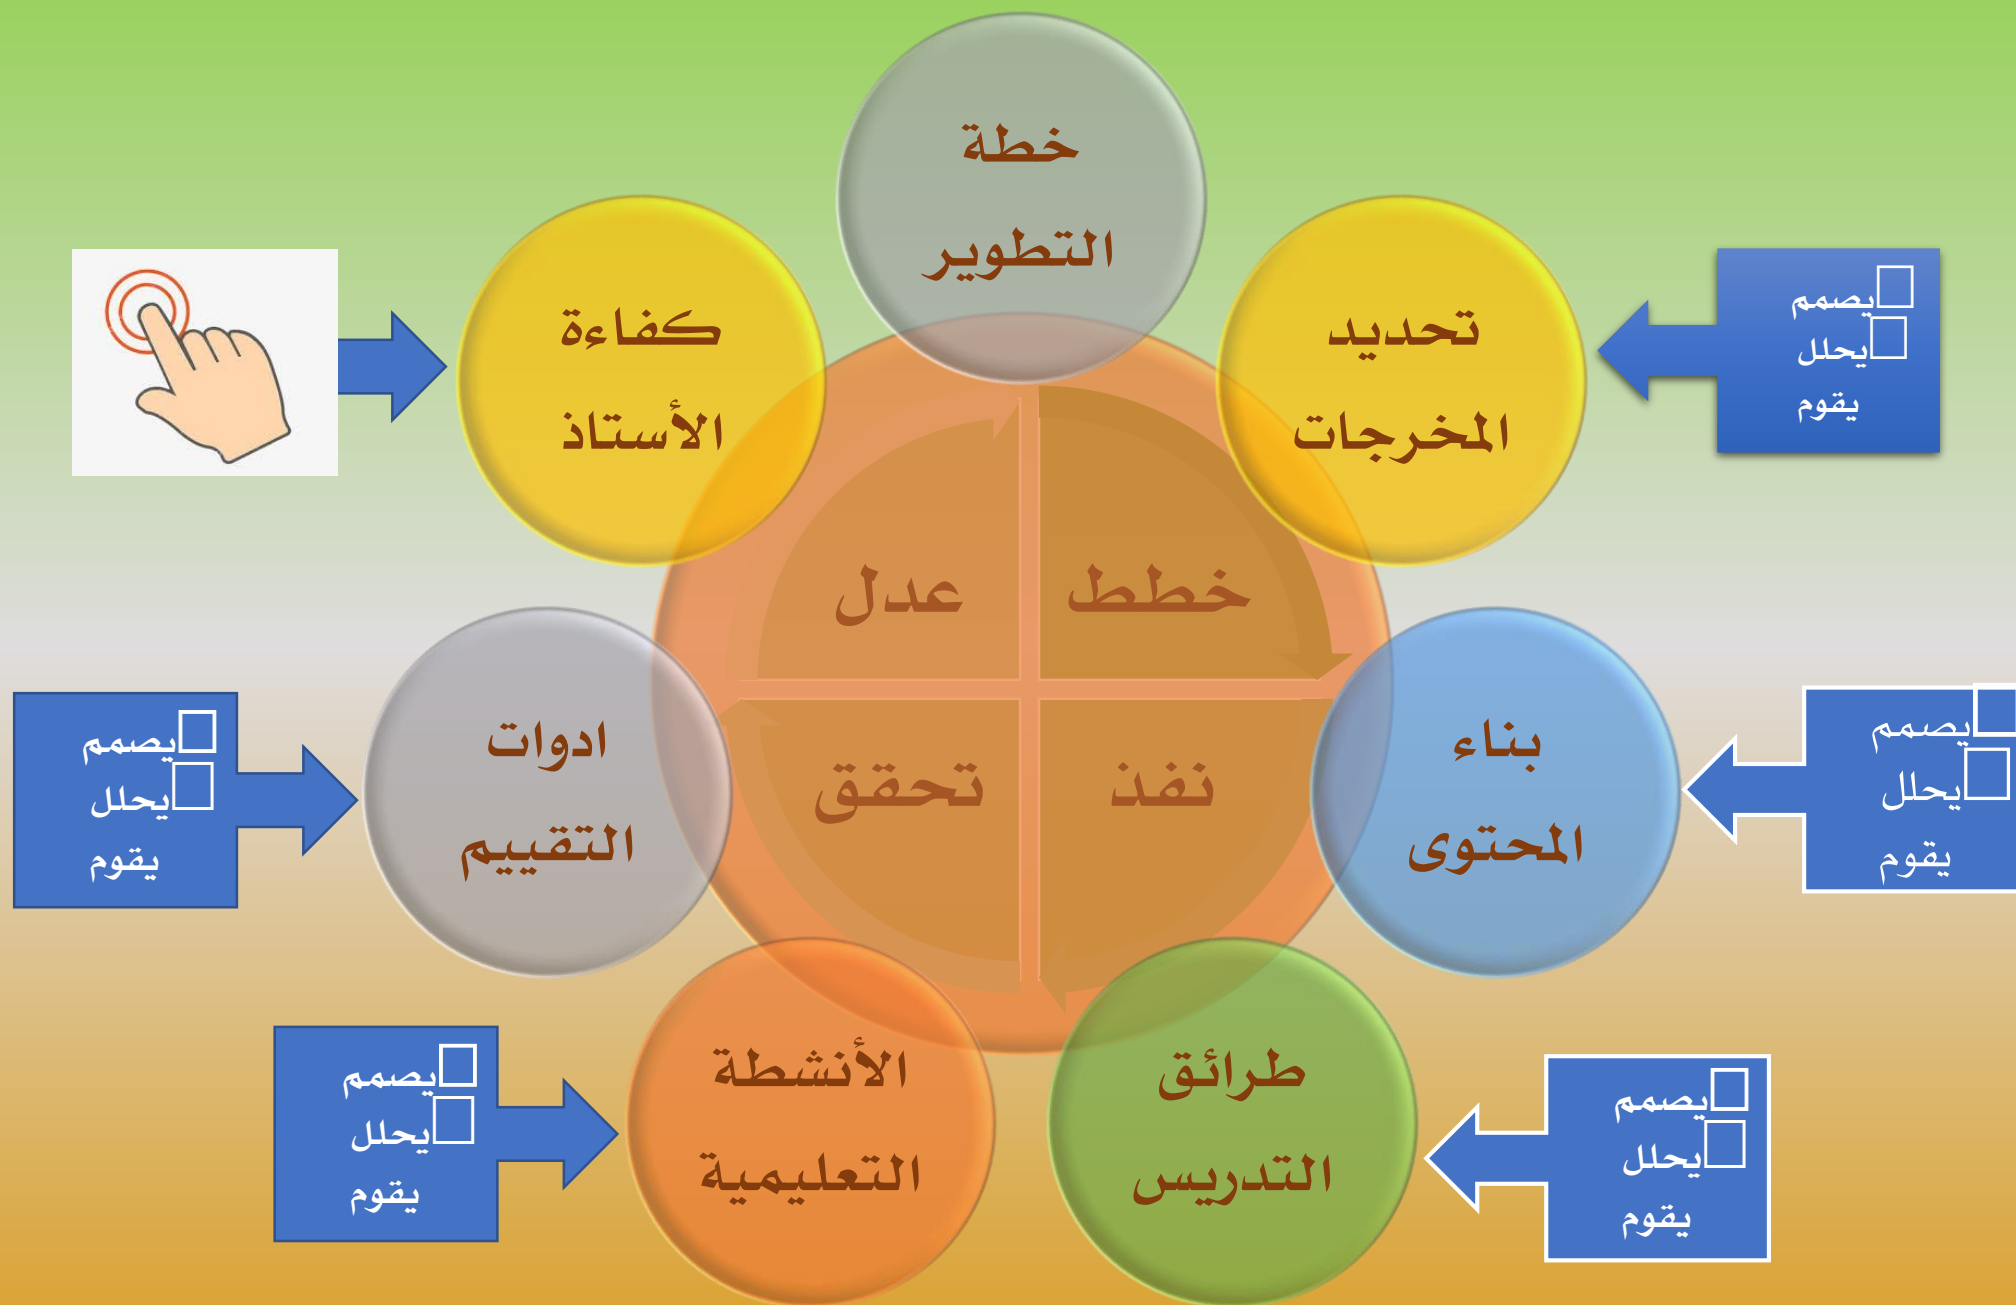 خطة
التطوير
تحديد
المخرجات
كفاءة
الأستاذ
يصمم
يحلل
يقوم
خطط
عدل
نفذ
تحقق
بناء
المحتوى
يصمم
يحلل
يقوم
ادوات
التقييم
يصمم
يحلل
يقوم
طرائق
التدريس
يصمم
يحلل
يقوم
الأنشطة
التعليمية
يصمم
يحلل
يقوم